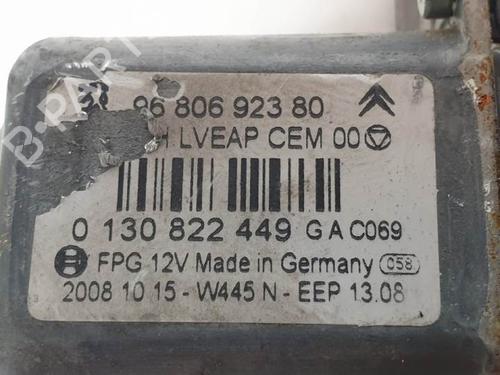 96 806 923 80
H LVEAP CEM 00
0 130 822 449 G A C069
FPG 12V Made in Germany 058
2008 10 15 - W445 N - EEP 13.08
B-PARTS